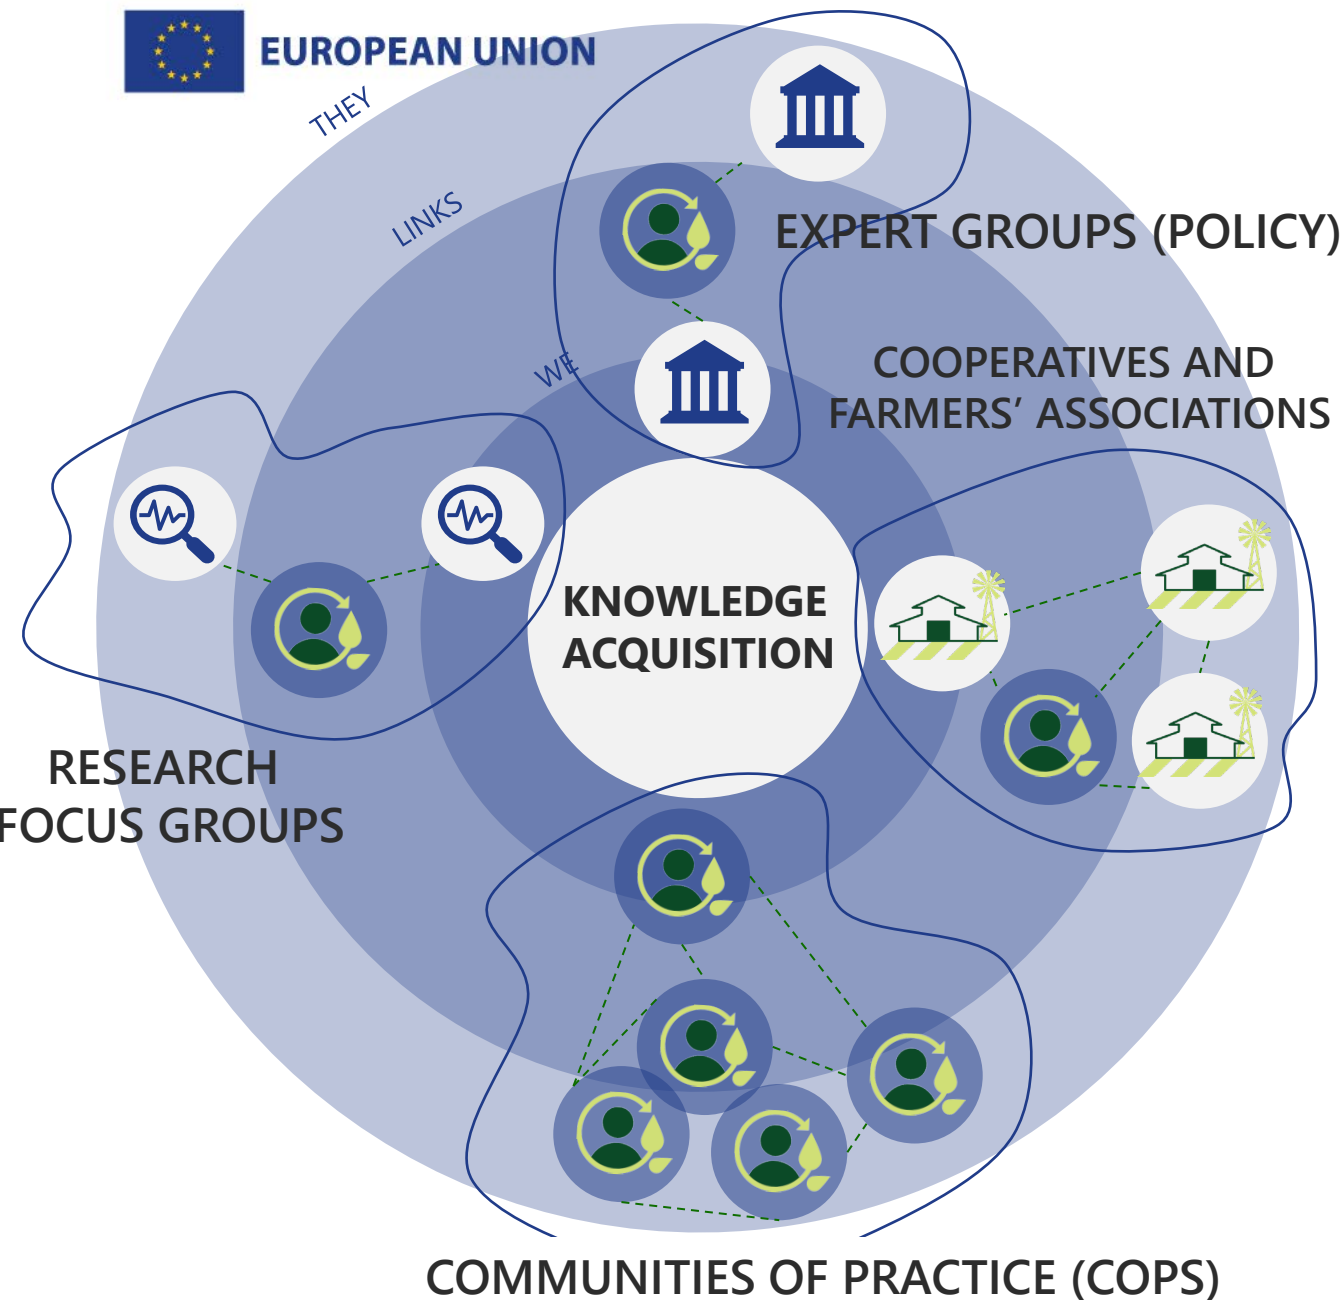 EUROPEAN UNION
THEY
LINKS
WE
EXPERT GROUPS (POLICY)
COOPERATIVES AND
FARMERS’ ASSOCIATIONS
KNOWLEDGE
ACQUISITION
RESEARCH
FOCUS GROUPS
COMMUNITIES OF PRACTICE (COPS)